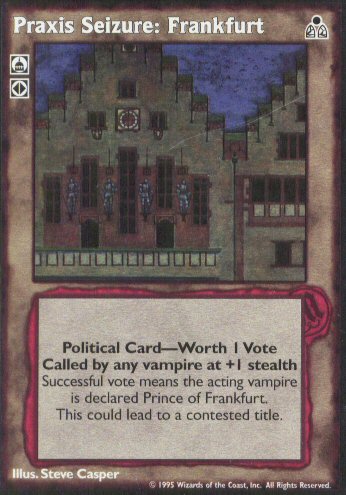 Praxis Seizure: Frankfurt
Political Card—Worth 1 Vote
Called by any vampire at +1 stealth
Successful vote means the acting vampire
is declared Prince of Frankfurt.
This could lead to a contested title.
Illus. Steve Casper
© 1995 Wizards of the Coast, Inc. All Rights Reserved.